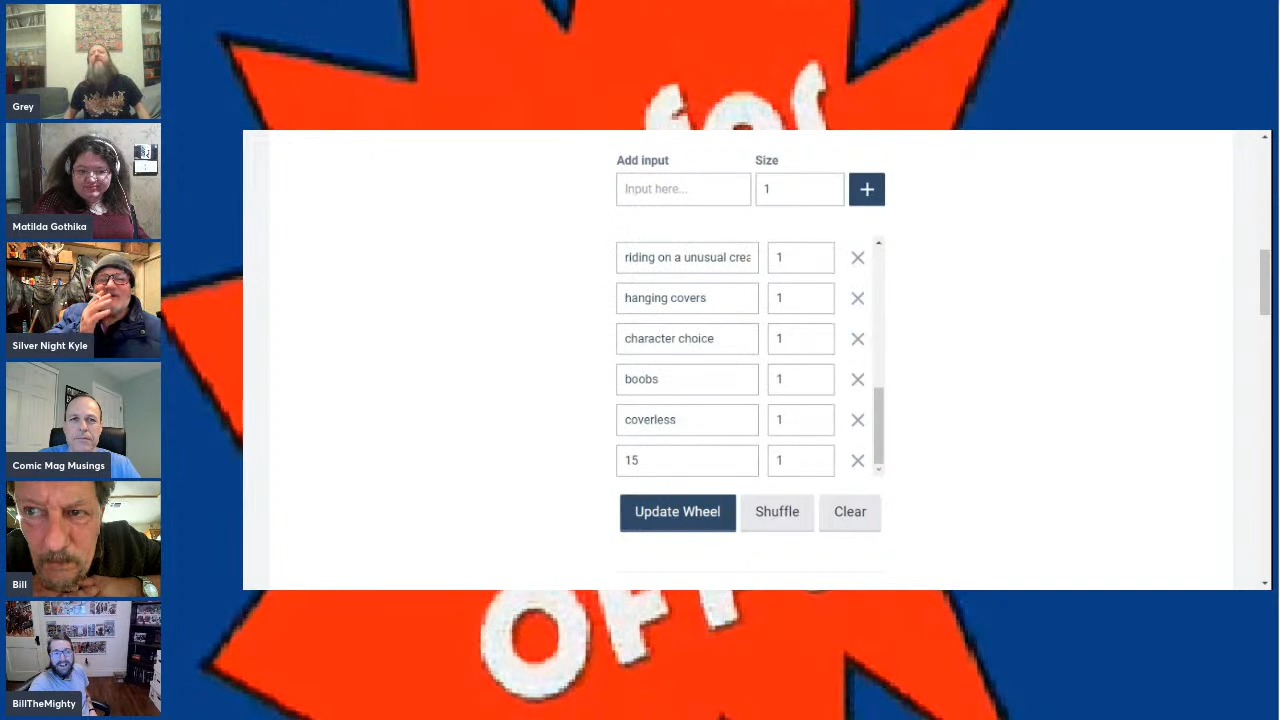 Grey
Matilda Gothika
Silver Night Kyle
Comic Mag Musings
Bill
BillTheMighty
Add input Size
Input here... 1 +
riding on a unusual crea 1
hanging covers 1
character choice 1
boobs 1
coverless 1
15 1
Update Wheel Shuffle Clear
OFF